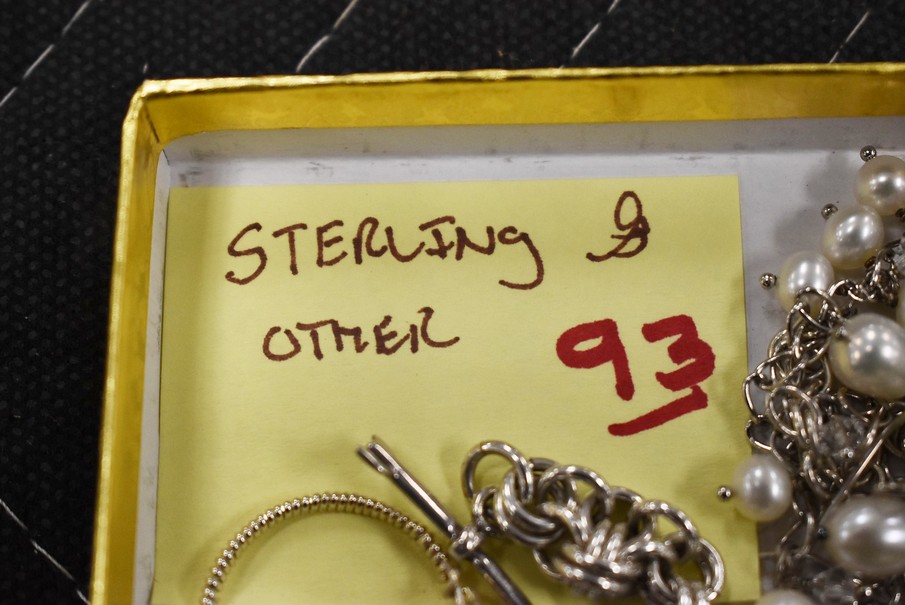 STERLING &
OTHER
93